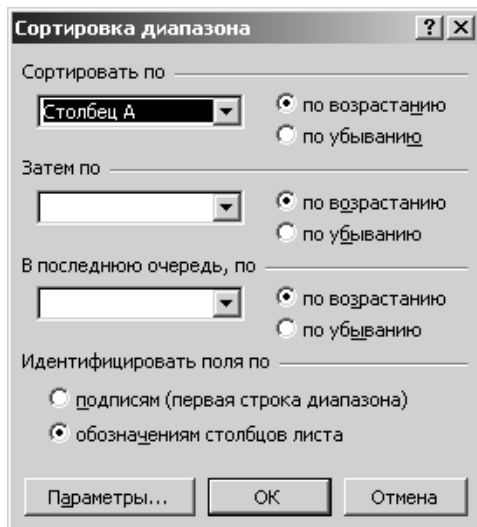 Сортировка диапазона
Сортировать по
Столбец А
по возрастанию
по убыванию
Затем по
по возрастанию
по убыванию
В последнюю очередь, по
по возрастанию
по убыванию
Идентифицировать поля по
подписям (первая строка диапазона)
обозначениям столбцов листа
Параметры... ОК Отмена